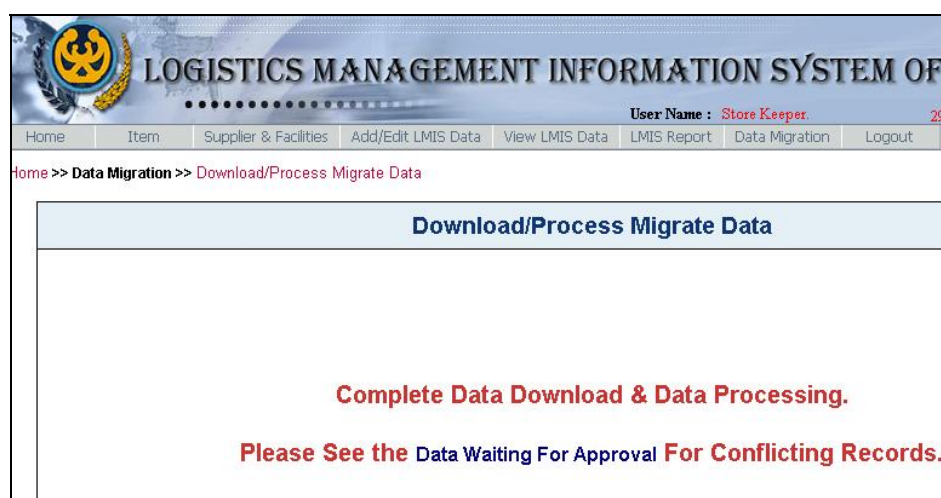 LOGISTICS MANAGEMENT INFORMATION SYSTEM OF
User Name : Store Keeper. 29
Home Item Supplier & Facilities Add/Edit LMIS Data View LMIS Data LMIS Report Data Migration Logout
Home >> Data Migration >> Download/Process Migrate Data
Download/Process Migrate Data
Complete Data Download & Data Processing.
Please See the Data Waiting For Approval For Conflicting Records.